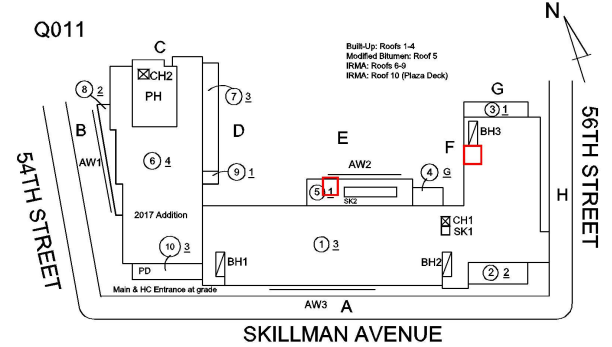 Q011
N
Built-Up: Roofs 1-4
Modified Bitumen: Roof 5
IRMA: Roofs 6-9
IRMA: Roof 10 (Plaza Deck)
C
CH2
PH
8 2
7 3
G
3 1
B
D
E
F
BH3
56TH STREET
54TH STREET
AW1
6 4
9 1
AW2
4 G
5 1
SK2
H
2017 Addition
CH1
SK1
10 3
1 3
PD
BH1
BH2
2 2
Main & HC Entrance at grade
AW3
A
SKILLMAN AVENUE